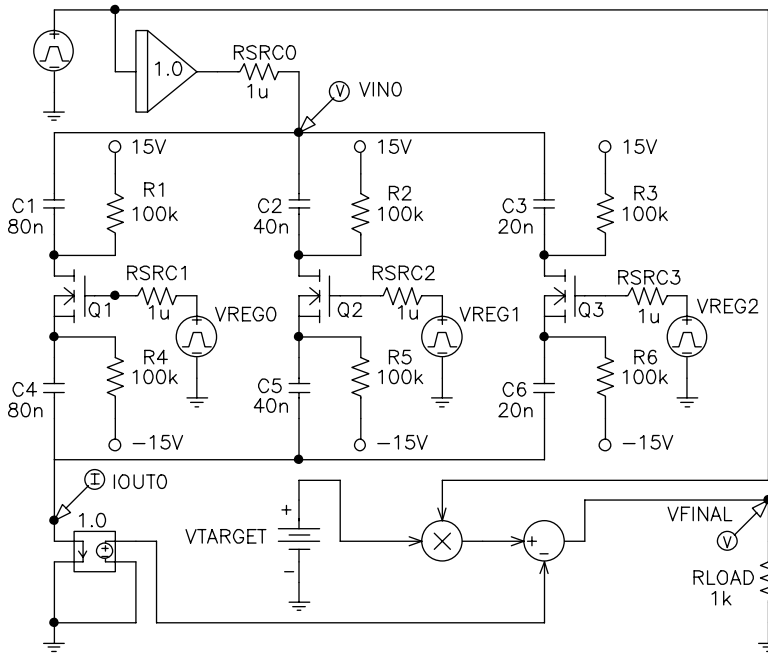 RSRC0
1.0
1u
V VIN0
15V
15V
15V
C1
80n
R1
100k
C2
40n
R2
100k
C3
20n
R3
100k
RSRC1
Q1
1u
VREG0
RSRC2
Q2
1u
VREG1
RSRC3
Q3
1u
VREG2
C4
80n
R4
100k
C5
40n
R5
100k
C6
20n
R6
100k
-15V
-15V
-15V
I IOUT0
1.0
VTARGET
+
-
+
-
VFINAL
V
RLOAD
1k